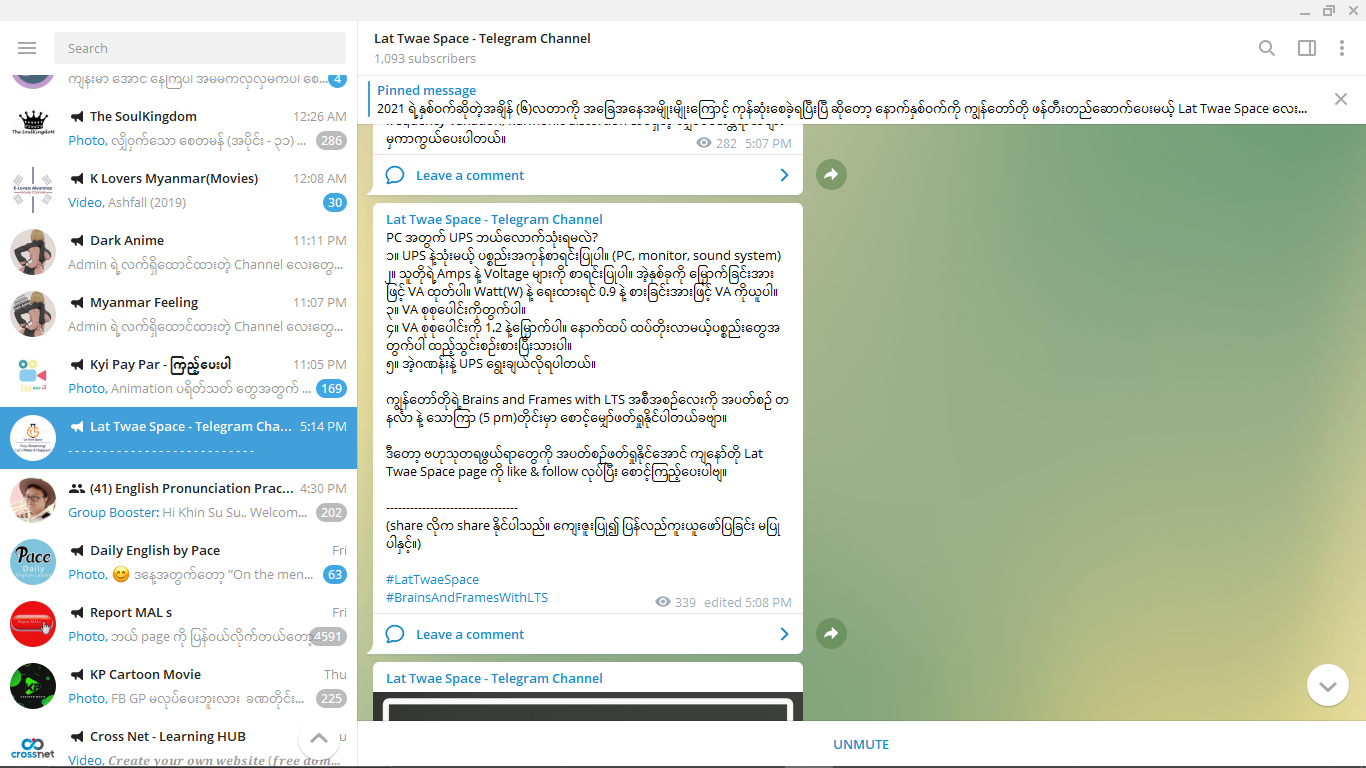 Search
ကျန်းမာ အောင် နေကြပါ အမမကလှလှမကပါ စေ...
4
The SoulKingdom
12:26 AM
Photo, လျှို့ဝှက်သော စေတမန် (အပိုင်း - ၃၁) ...
286
K Lovers Myanmar(Movies)
12:08 AM
Video, Ashfall (2019)
30
Dark Anime
11:11 PM
Admin ရဲ့လက်ရှိထောင်ထားတဲ့ Channel လေးတွေ...
Myanmar Feeling
11:07 PM
Admin ရဲ့လက်ရှိထောင်ထားတဲ့ Channel လေးတွေ...
Kyi Pay Par - ကြည့်ပေးပါ
11:05 PM
Photo, Animation ပရိတ်သတ် တွေအတွက် ...
169
Lat Twae Space - Telegram Cha...
5:14 PM
- - - - - - - - - - - - - - - - - - - - - - - - - - -
(41) English Pronunciation Prac...
4:30 PM
Group Booster: Hi Khin Su Su., Welcom...
202
Daily English by Pace
Fri
Photo, 😊 ဒနေ့အတွက်တော့ “On the men...
63
Report MAL s
Fri
Photo, ဘယ် page ကို ပြန်ဝယ်လိုက်တယ်တော့
4591
KP Cartoon Movie
Thu
Photo, FB GP မလုပ်ပေးဘူးလား ခဏတိုင်း...
225
Cross Net - Learning HUB
Video, Create your own website (free dom...
Lat Twae Space - Telegram Channel
1,093 subscribers
Pinned message
2021 ရဲ့နှစ်ဝက်ဆိုတဲ့အချိန် (၆)လတာကို အခြေအနေအမျိုးမျိုးကြောင့် ကုန်ဆုံးစေခဲ့ရပြီးပြီ ဆိုတော့ နောက်နှစ်ဝက်ကို ကျွန်တော်တို့ ဖန်တီးတည်ဆောက်ပေးမယ့် Lat Twae Space လေး...
မှကာကွယ်ပေးပါတယ်။
282 5:07 PM
Leave a comment
Lat Twae Space - Telegram Channel
PC အတွက် UPS ဘယ်လောက်သုံးရမလဲ?
၁။ UPS နဲ့သုံးမယ့် ပစ္စည်းအကုန်စာရင်းပြုပါ။ (PC, monitor, sound system)
၂။ သူတို့ရဲ့ Amps နဲ့ Voltage များကို စာရင်းပြုပါ။ အဲ့နှစ်ခုကို မြှောက်ခြင်းအား
ဖြင့် VA ထုတ်ပါ။ Watt(W) နဲ့ ရေးထားရင် 0.9 နဲ့ စားခြင်းအားဖြင့် VA ကိုယူပါ။
၃။ VA စုစုပေါင်းကိုတွက်ပါ။
၄။ VA စုစုပေါင်းကို 1.2 နဲ့မြှောက်ပါ။ နောက်ထပ် ထပ်တိုးလာမယ့်ပစ္စည်းတွေအ
တွက်ပါ ထည့်သွင်းစဉ်းစားပြီးသားပါ။
၅။ အဲ့ဂဏန်းနဲ့ UPS ရွေးချယ်လို့ရပါတယ်။
ကျွန်တော်တို့ရဲ့ Brains and Frames with LTS အစီအစဉ်လေးကို အပတ်စဉ် တ
နင်္လာ နဲ့ သောကြာ (5 pm)တိုင်းမှာ စောင့်မျှော်ဖတ်ရှုနိုင်ပါတယ်ခဗျာ။
ဒီတော့ ဗဟုသုတရဖွယ်ရာတွေကို အပတ်စဉ်ဖတ်ရှုနိုင်အောင် ကျနော်တို့ Lat
Twae Space page ကို like & follow လုပ်ပြီး စောင့်ကြည့်ပေးပါဗျ။
---------------------------------
(share လိုက share နိုင်ပါသည်။ ကျေးဇူးပြု၍ ပြန်လည်ကူးယူဖော်ပြခြင်း မပြု
ပါနှင့်။)
#LatTwaeSpace
#BrainsAndFramesWithLTS
339 edited 5:08 PM
Leave a comment
Lat Twae Space - Telegram Channel
UNMUTE